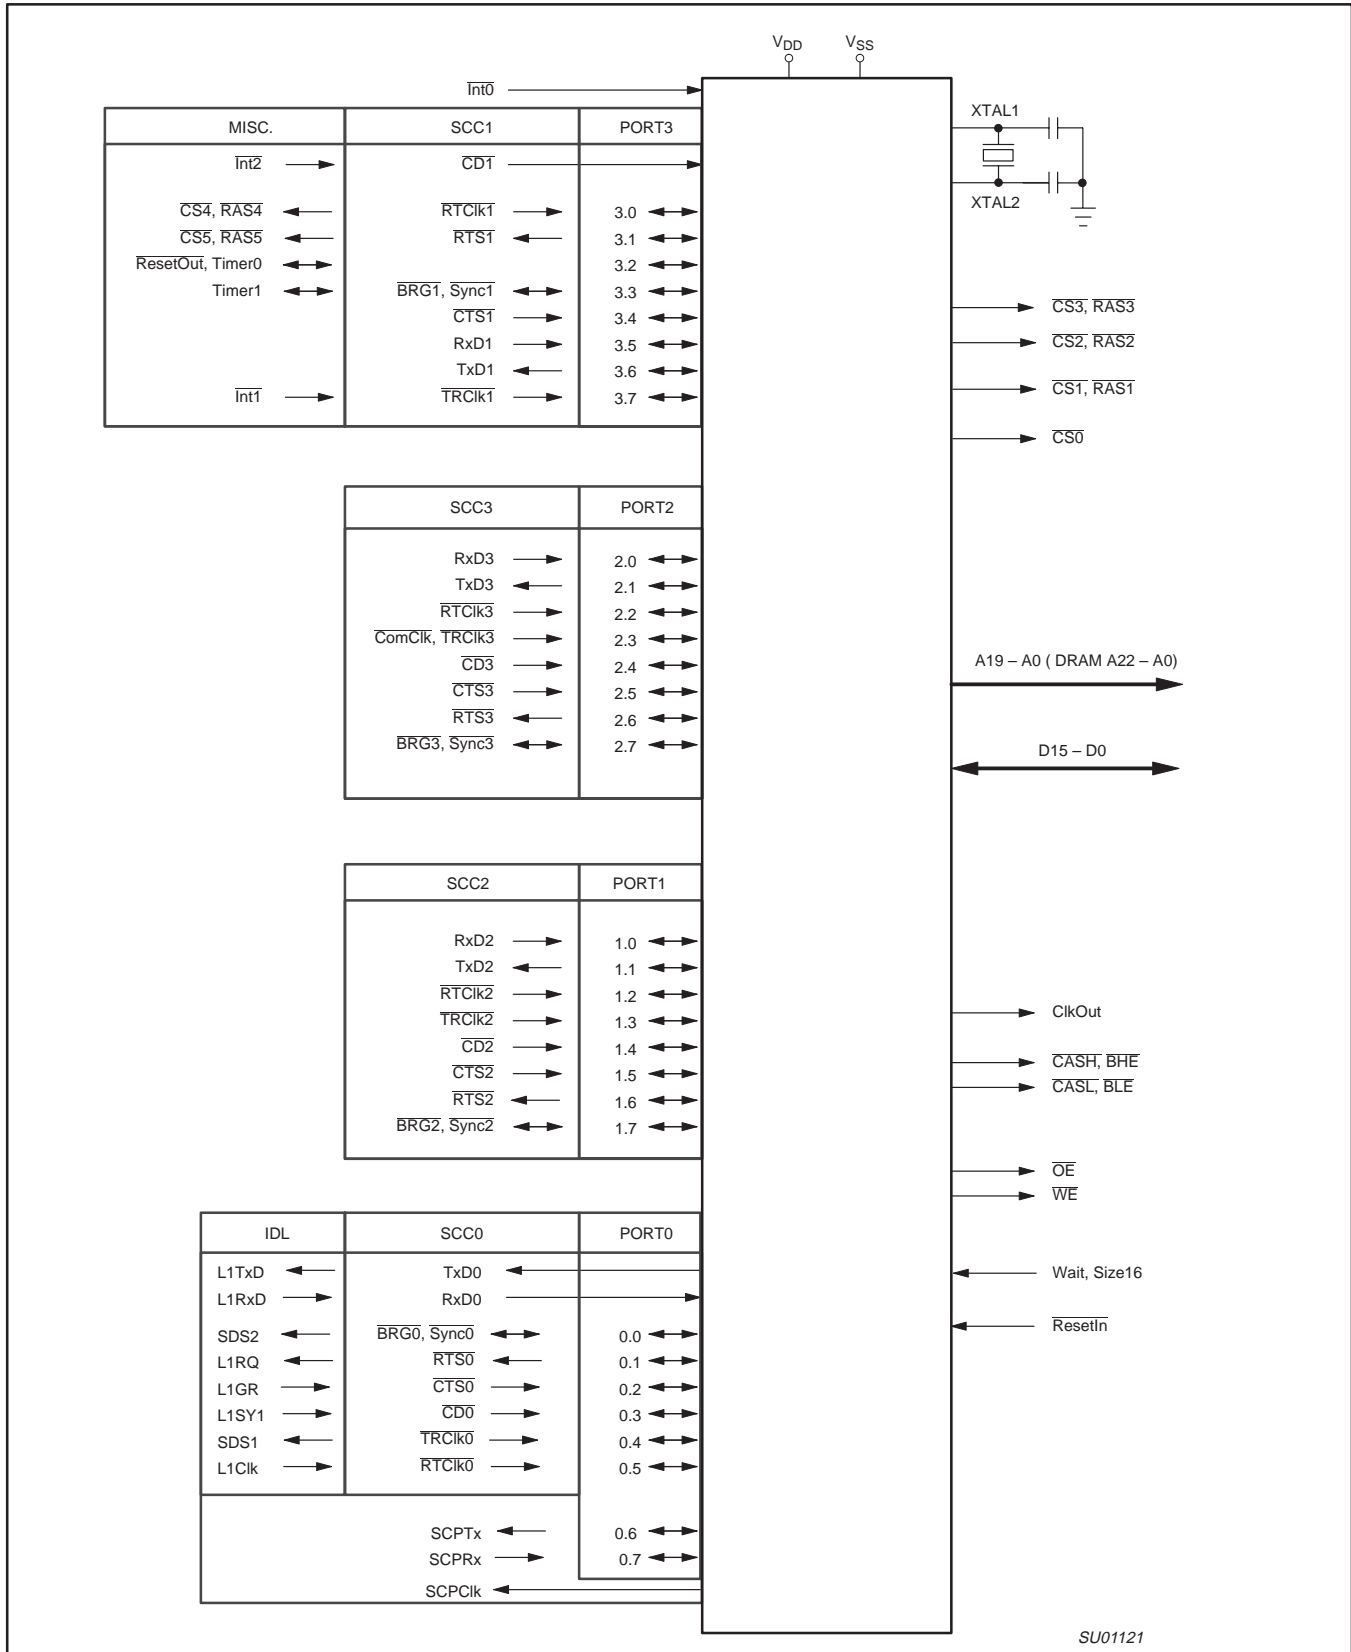 VDD VSS
Int0
XTAL1
MISC. SCC1 PORT3
Int2 CD1
XTAL2
CS4, RAS4 RTClk1 3.0
CS5, RAS5 RTS1 3.1
ResetOut, Timer0 3.2
Timer1 BRG1, Sync1 3.3
CTS1 3.4
RxD1 3.5
TxD1 3.6
Int1 TRClk1 3.7
CS3, RAS3
CS2, RAS2
CS1, RAS1
CS0
SCC3 PORT2
RxD3 2.0
TxD3 2.1
RTClk3 2.2
ComClk, TRClk3 2.3
CD3 2.4
CTS3 2.5
RTS3 2.6
BRG3, Sync3 2.7
A19 – A0 ( DRAM A22 – A0)
D15 – D0
SCC2 PORT1
RxD2 1.0
TxD2 1.1
RTClk2 1.2
TRClk2 1.3
CD2 1.4
CTS2 1.5
RTS2 1.6
BRG2, Sync2 1.7
ClkOut
CASH, BHE
CASL, BLE
OE
WE
IDL SCC0 PORT0
L1TxD TxD0
L1RxD RxD0
SDS2 BRG0, Sync0 0.0
L1RQ RTS0 0.1
L1GR CTS0 0.2
L1SY1 CD0 0.3
SDS1 TRClk0 0.4
L1Clk RTClk0 0.5
SCPTx 0.6
SCPRx 0.7
SCPClk
Wait, Size16
ResetIn
SU01121